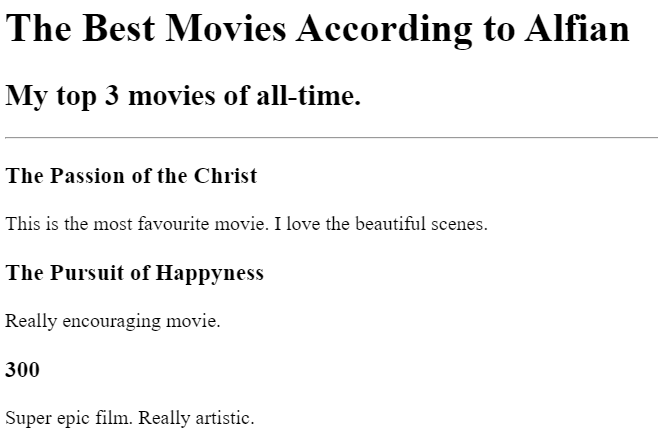 The Best Movies According to Alfian
My top 3 movies of all-time.
The Passion of the Christ
This is the most favourite movie. I love the beautiful scenes.
The Pursuit of Happyness
Really encouraging movie.
300
Super epic film. Really artistic.